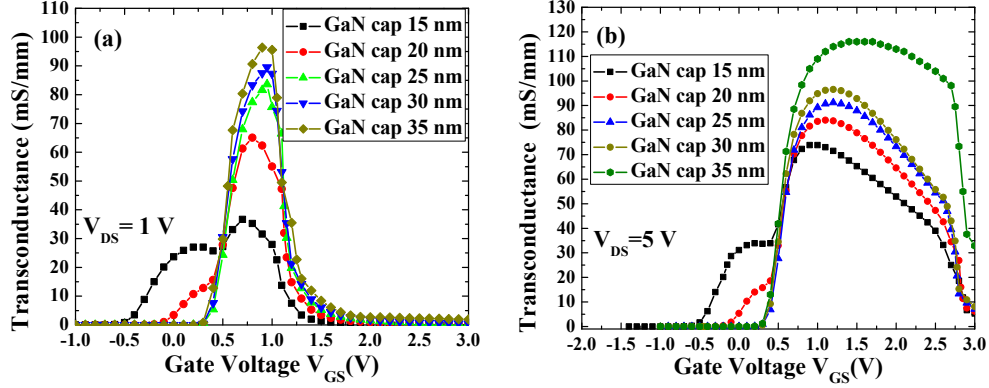 (a)
GaN cap 15 nm
GaN cap 20 nm
GaN cap 25 nm
GaN cap 30 nm
GaN cap 35 nm
V_DS = 1 V
Transconductance (mS/mm)
100
90
80
70
60
50
40
30
20
10
0
-1.0 -0.5 0.0 0.5 1.0 1.5 2.0 2.5 3.0
Gate Voltage V_GS(V)
(b)
GaN cap 15 nm
GaN cap 20 nm
GaN cap 25 nm
GaN cap 30 nm
GaN cap 35 nm
V_DS=5 V
Transconductance (mS/mm)
130
120
110
100
90
80
70
60
50
40
30
20
10
0
-2.0 -1.5 -1.0 -0.5 0.0 0.5 1.0 1.5 2.0 2.5 3.0
Gate Voltage V_GS(V)